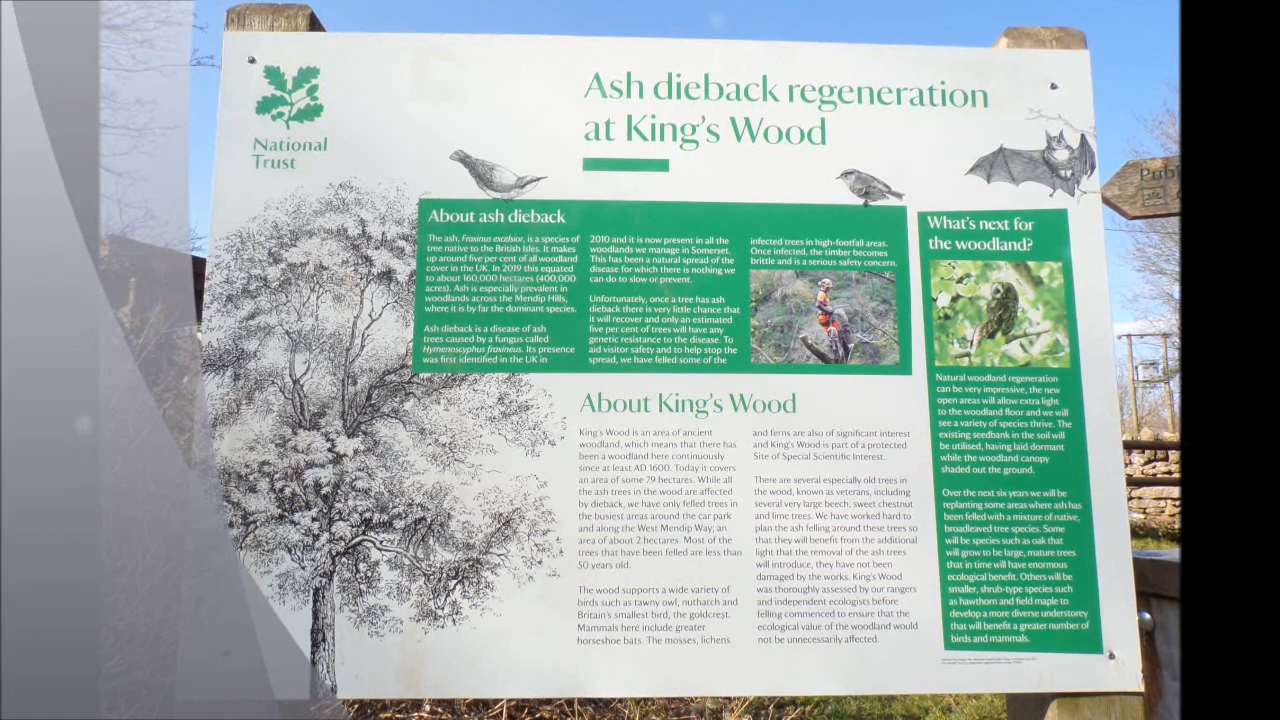 National
Trust
Ash dieback regeneration
at King's Wood
About ash dieback
The ash, Fraxinus excelsior, is a species of
tree native to the British Isles. It makes
up around five per cent of all woodland
cover in the UK. In 2019 this equated
to about 160,000 hectares (400,000
acres). Ash is especially prevalent in
woodlands across the Mendip Hills,
where it is by far the dominant species.
Ash dieback is a disease of ash
trees caused by a fungus called
Hymenoscyphus fraxineus. Its presence
was first identified in the UK in
2010 and it is now present in all the
woodlands we manage in Somerset.
This has been a natural spread of the
disease for which there is nothing we
can do to slow or prevent.
Unfortunately, once a tree has ash
dieback there is very little chance that
it will recover and only an estimated
five per cent of trees will have any
genetic resistance to the disease. To
aid visitor safety and to help stop the
spread, we have felled some of the
infected trees in high-footfall areas.
Once infected, the timber becomes
brittle and is a serious safety concern.
About King's Wood
King's Wood is an area of ancient
woodland, which means that there has
been a woodland here continuously
since at least AD 1600. Today it covers
an area of some 79 hectares. While all
the ash trees in the wood are affected
by dieback, we have only felled trees in
the busiest areas around the car park
and along the West Mendip Way; an
area of about 2 hectares. Most of the
trees that have been felled are less than
50 years old.
The wood supports a wide variety of
birds such as tawny owl, nuthatch and
Britain's smallest bird, the goldcrest.
Mammals here include greater
horseshoe bats. The mosses, lichens
and ferns are also of significant interest
and King's Wood is part of a protected
Site of Special Scientific Interest.
There are several especially old trees in
the wood, known as veterans, including
several very large beech, sweet chestnut
and lime trees. We have worked hard to
plan the ash felling around these trees so
that they will benefit from the additional
light that the removal of the ash trees
will introduce, they have not been
damaged by the works. King's Wood
was thoroughly assessed by our rangers
and independent ecologists before
felling commenced to ensure that the
ecological value of the woodland would
not be unnecessarily affected.
What's next for
the woodland?
Natural woodland regeneration
can be very impressive, the new
open areas will allow extra light
to the woodland floor and we will
see a variety of species thrive. The
existing seedbank in the soil will
be utilised, having laid dormant
while the woodland canopy
shaded out the ground.
Over the next six years we will be
replanting some areas where ash has
been felled with a mixture of native,
broadleaved tree species. Some
will be species such as oak that
will grow to be large, mature trees
that in time will have enormous
ecological benefit. Others will be
smaller, shrub-type species such
as hawthorn and field maple to
develop a more diverse understorey
that will benefit a greater number of
birds and mammals.
Publ